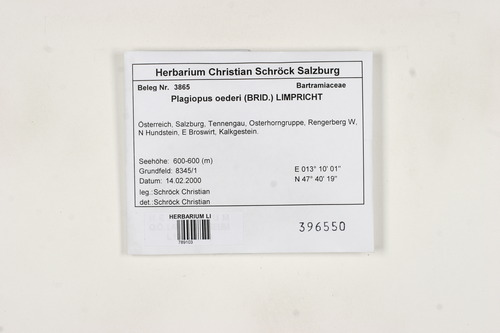 Herbarium Christian Schröck Salzburg
Beleg Nr. 3865 Bartramiaceae
Plagiopus oederi (BRID.) LIMPRICHT
Österreich, Salzburg, Tennengau, Osterhorngruppe, Rengerberg W,
N Hundstein, E Broswirt, Kalkgestein.
Seehöhe: 600-600 (m)
Grundfeld: 8345/1 E 013° 10' 01"
Datum: 14.02.2000 N 47° 40' 19"
leg.: Schröck Christian
det.: Schröck Christian
HERBARIUM LI
789103
396550